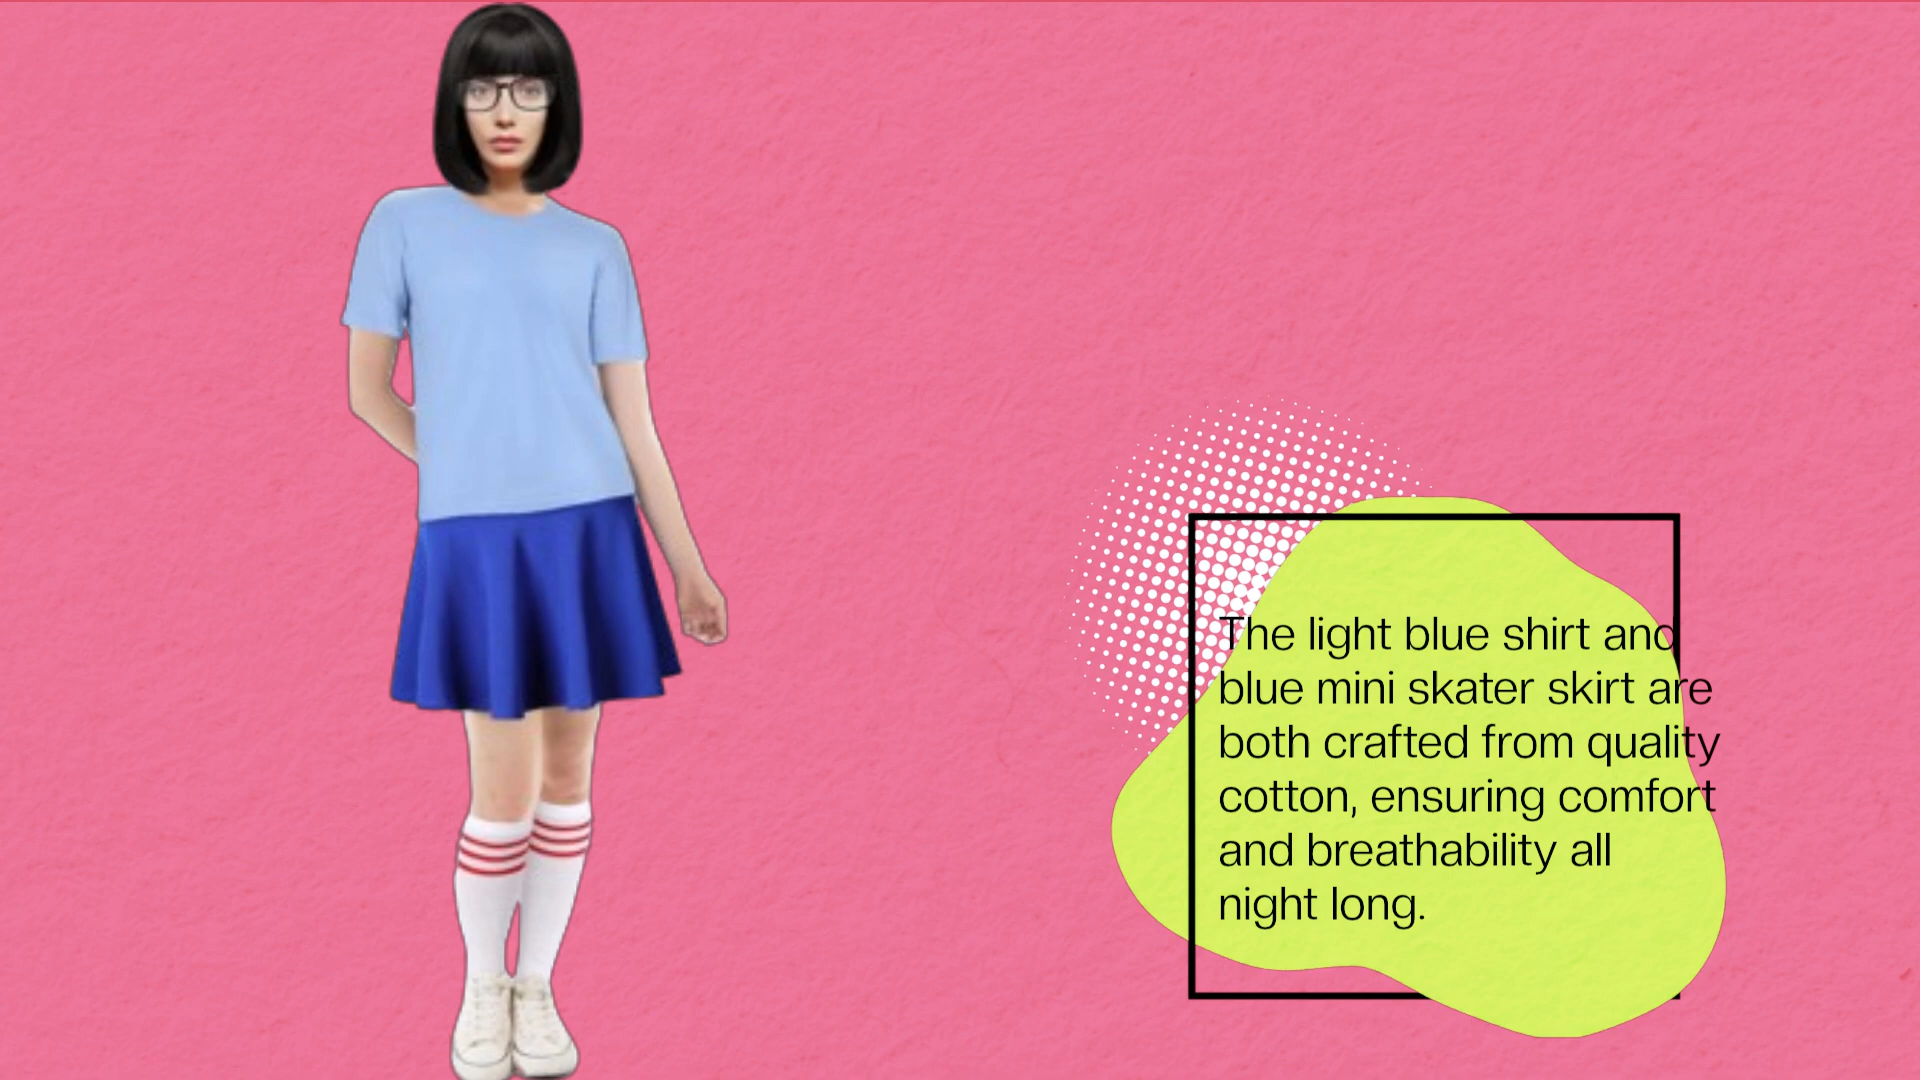 The light blue shirt and
blue mini skater skirt are
both crafted from quality
cotton, ensuring comfort
and breathability all
night long.